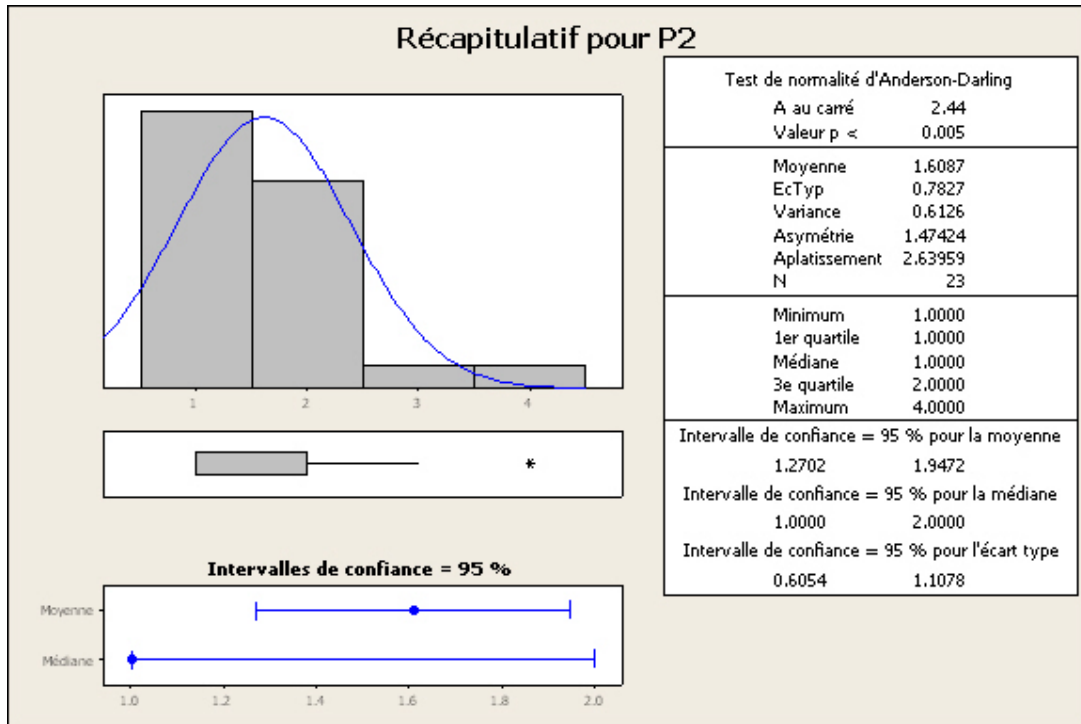 Récapitulatif pour P2
1 2 3 4
*
Intervalles de confiance = 95 %
Moyenne
Médiane
1.0 1.2 1.4 1.6 1.8 2.0
Test de normalité d'Anderson-Darling
A au carré 2.44
Valeur p < 0.005
Moyenne 1.6087
EcTyp 0.7827
Variance 0.6126
Asymétrie 1.47424
Aplatissement 2.63959
N 23
Minimum 1.0000
1er quartile 1.0000
Médiane 1.0000
3e quartile 2.0000
Maximum 4.0000
Intervalle de confiance = 95 % pour la moyenne
1.2702 1.9472
Intervalle de confiance = 95 % pour la médiane
1.0000 2.0000
Intervalle de confiance = 95 % pour l'écart type
0.6054 1.1078